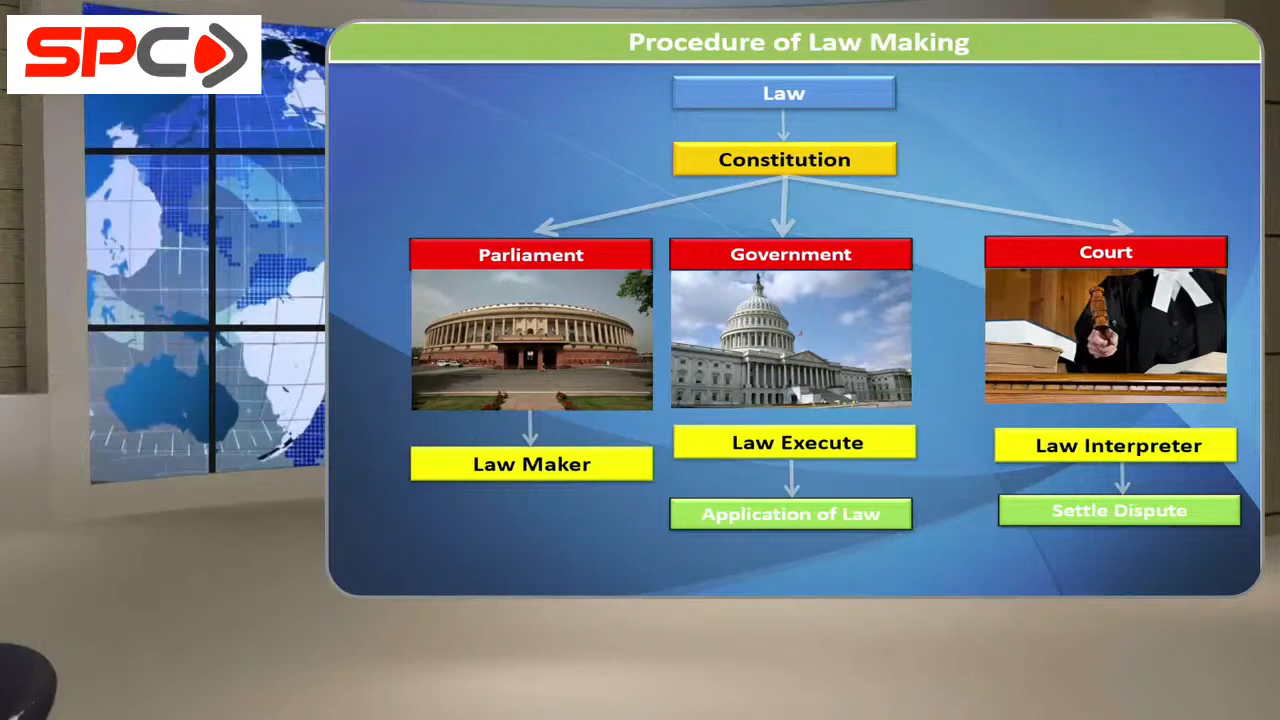 SPC
Procedure of Law Making
Law
Constitution
Parliament
Government
Court
Law Maker
Law Execute
Law Interpreter
Application of Law
Settle Dispute